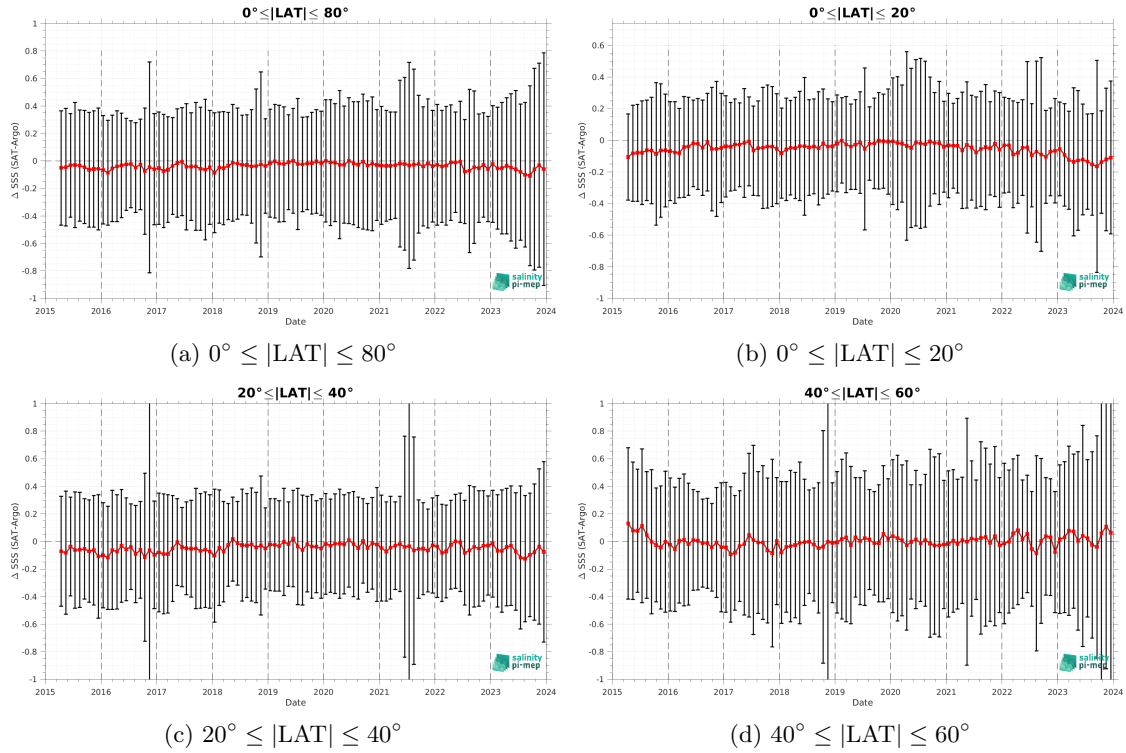 0°≤|LAT|≤ 80°
1
0.8
0.6
0.4
0.2
0
-0.2
-0.4
-0.6
-0.8
-1
Δ SSS (SAT-Argo)
2015 2016 2017 2018 2019 2020 2021 2022 2023 2024
Date
salinity
pi-mep
(a) 0° ≤ |LAT| ≤ 80°
0°≤|LAT|≤ 20°
0.6
0.4
0.2
0
-0.2
-0.4
-0.6
-0.8
-1
Δ SSS (SAT-Argo)
2015 2016 2017 2018 2019 2020 2021 2022 2023 2024
Date
salinity
pi-mep
(b) 0° ≤ |LAT| ≤ 20°
20°≤|LAT|≤ 40°
1
0.8
0.6
0.4
0.2
0
-0.2
-0.4
-0.6
-0.8
-1
Δ SSS (SAT-Argo)
2015 2016 2017 2018 2019 2020 2021 2022 2023 2024
Date
salinity
pi-mep
(c) 20° ≤ |LAT| ≤ 40°
40°≤|LAT|≤ 60°
1
0.8
0.6
0.4
0.2
0
-0.2
-0.4
-0.6
-0.8
-1
Δ SSS (SAT-Argo)
2015 2016 2017 2018 2019 2020 2021 2022 2023 2024
Date
salinity
pi-mep
(d) 40° ≤ |LAT| ≤ 60°